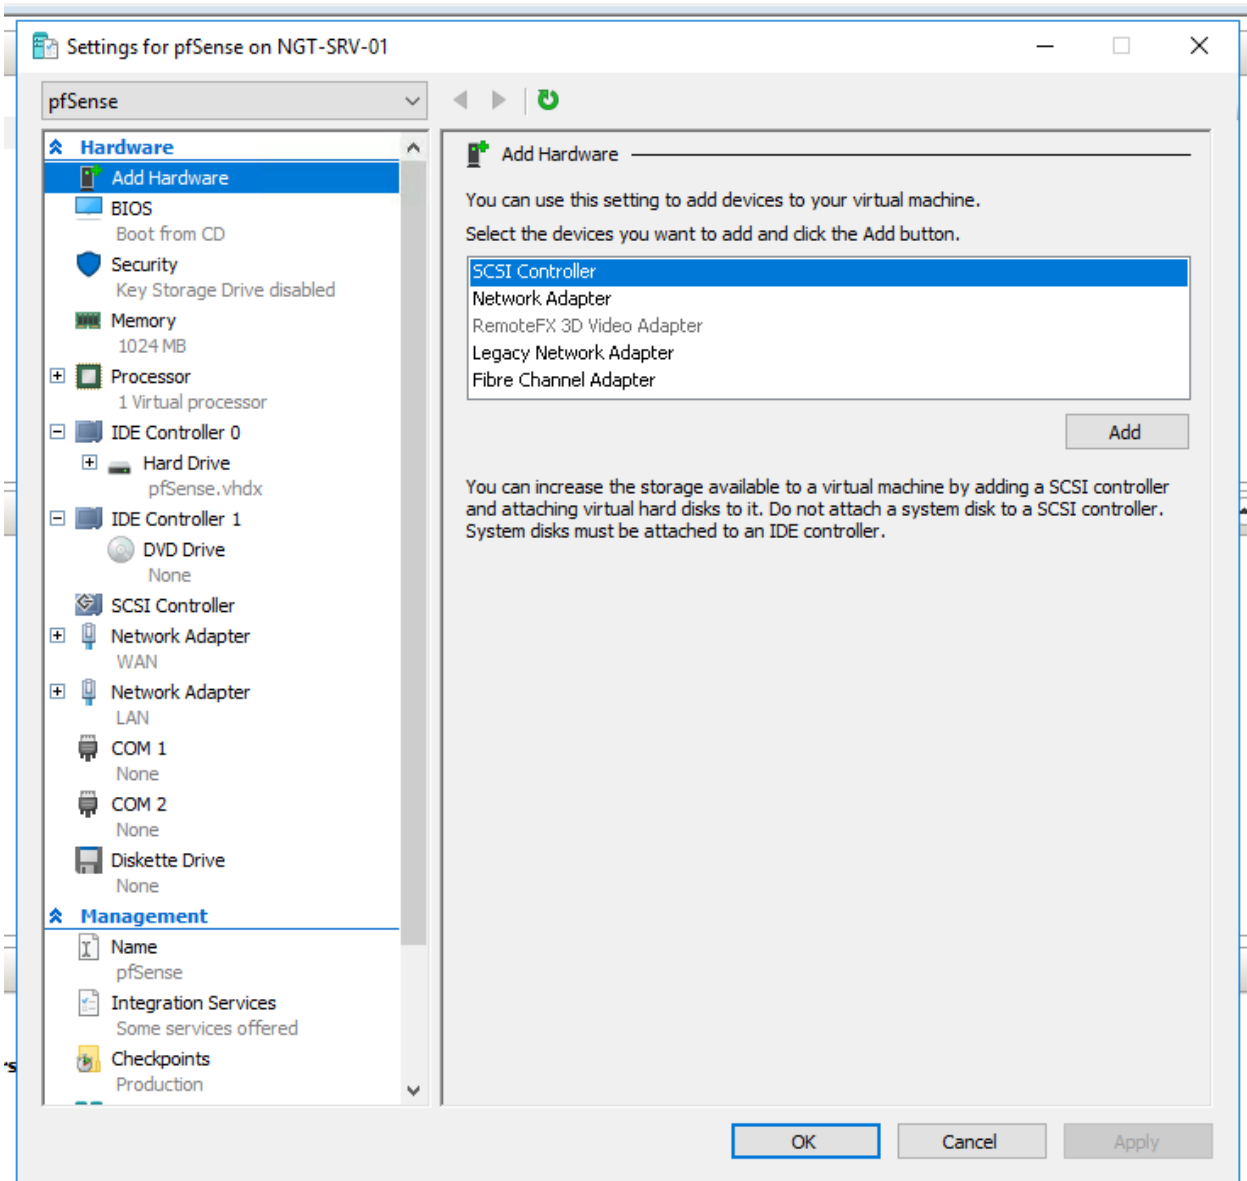 Settings for pfSense on NGT-SRV-01
pfSense
Hardware
Add Hardware
BIOS
Boot from CD
Security
Key Storage Drive disabled
Memory
1024 MB
Processor
1 Virtual processor
IDE Controller 0
Hard Drive
pfSense.vhdx
IDE Controller 1
DVD Drive
None
SCSI Controller
Network Adapter
WAN
Network Adapter
LAN
COM 1
None
COM 2
None
Diskette Drive
None
Management
Name
pfSense
Integration Services
Some services offered
Checkpoints
Production
Add Hardware
You can use this setting to add devices to your virtual machine.
Select the devices you want to add and click the Add button.
SCSI Controller
Network Adapter
RemoteFX 3D Video Adapter
Legacy Network Adapter
Fibre Channel Adapter
Add
You can increase the storage available to a virtual machine by adding a SCSI controller
and attaching virtual hard disks to it. Do not attach a system disk to a SCSI controller.
System disks must be attached to an IDE controller.
OK
Cancel
Apply